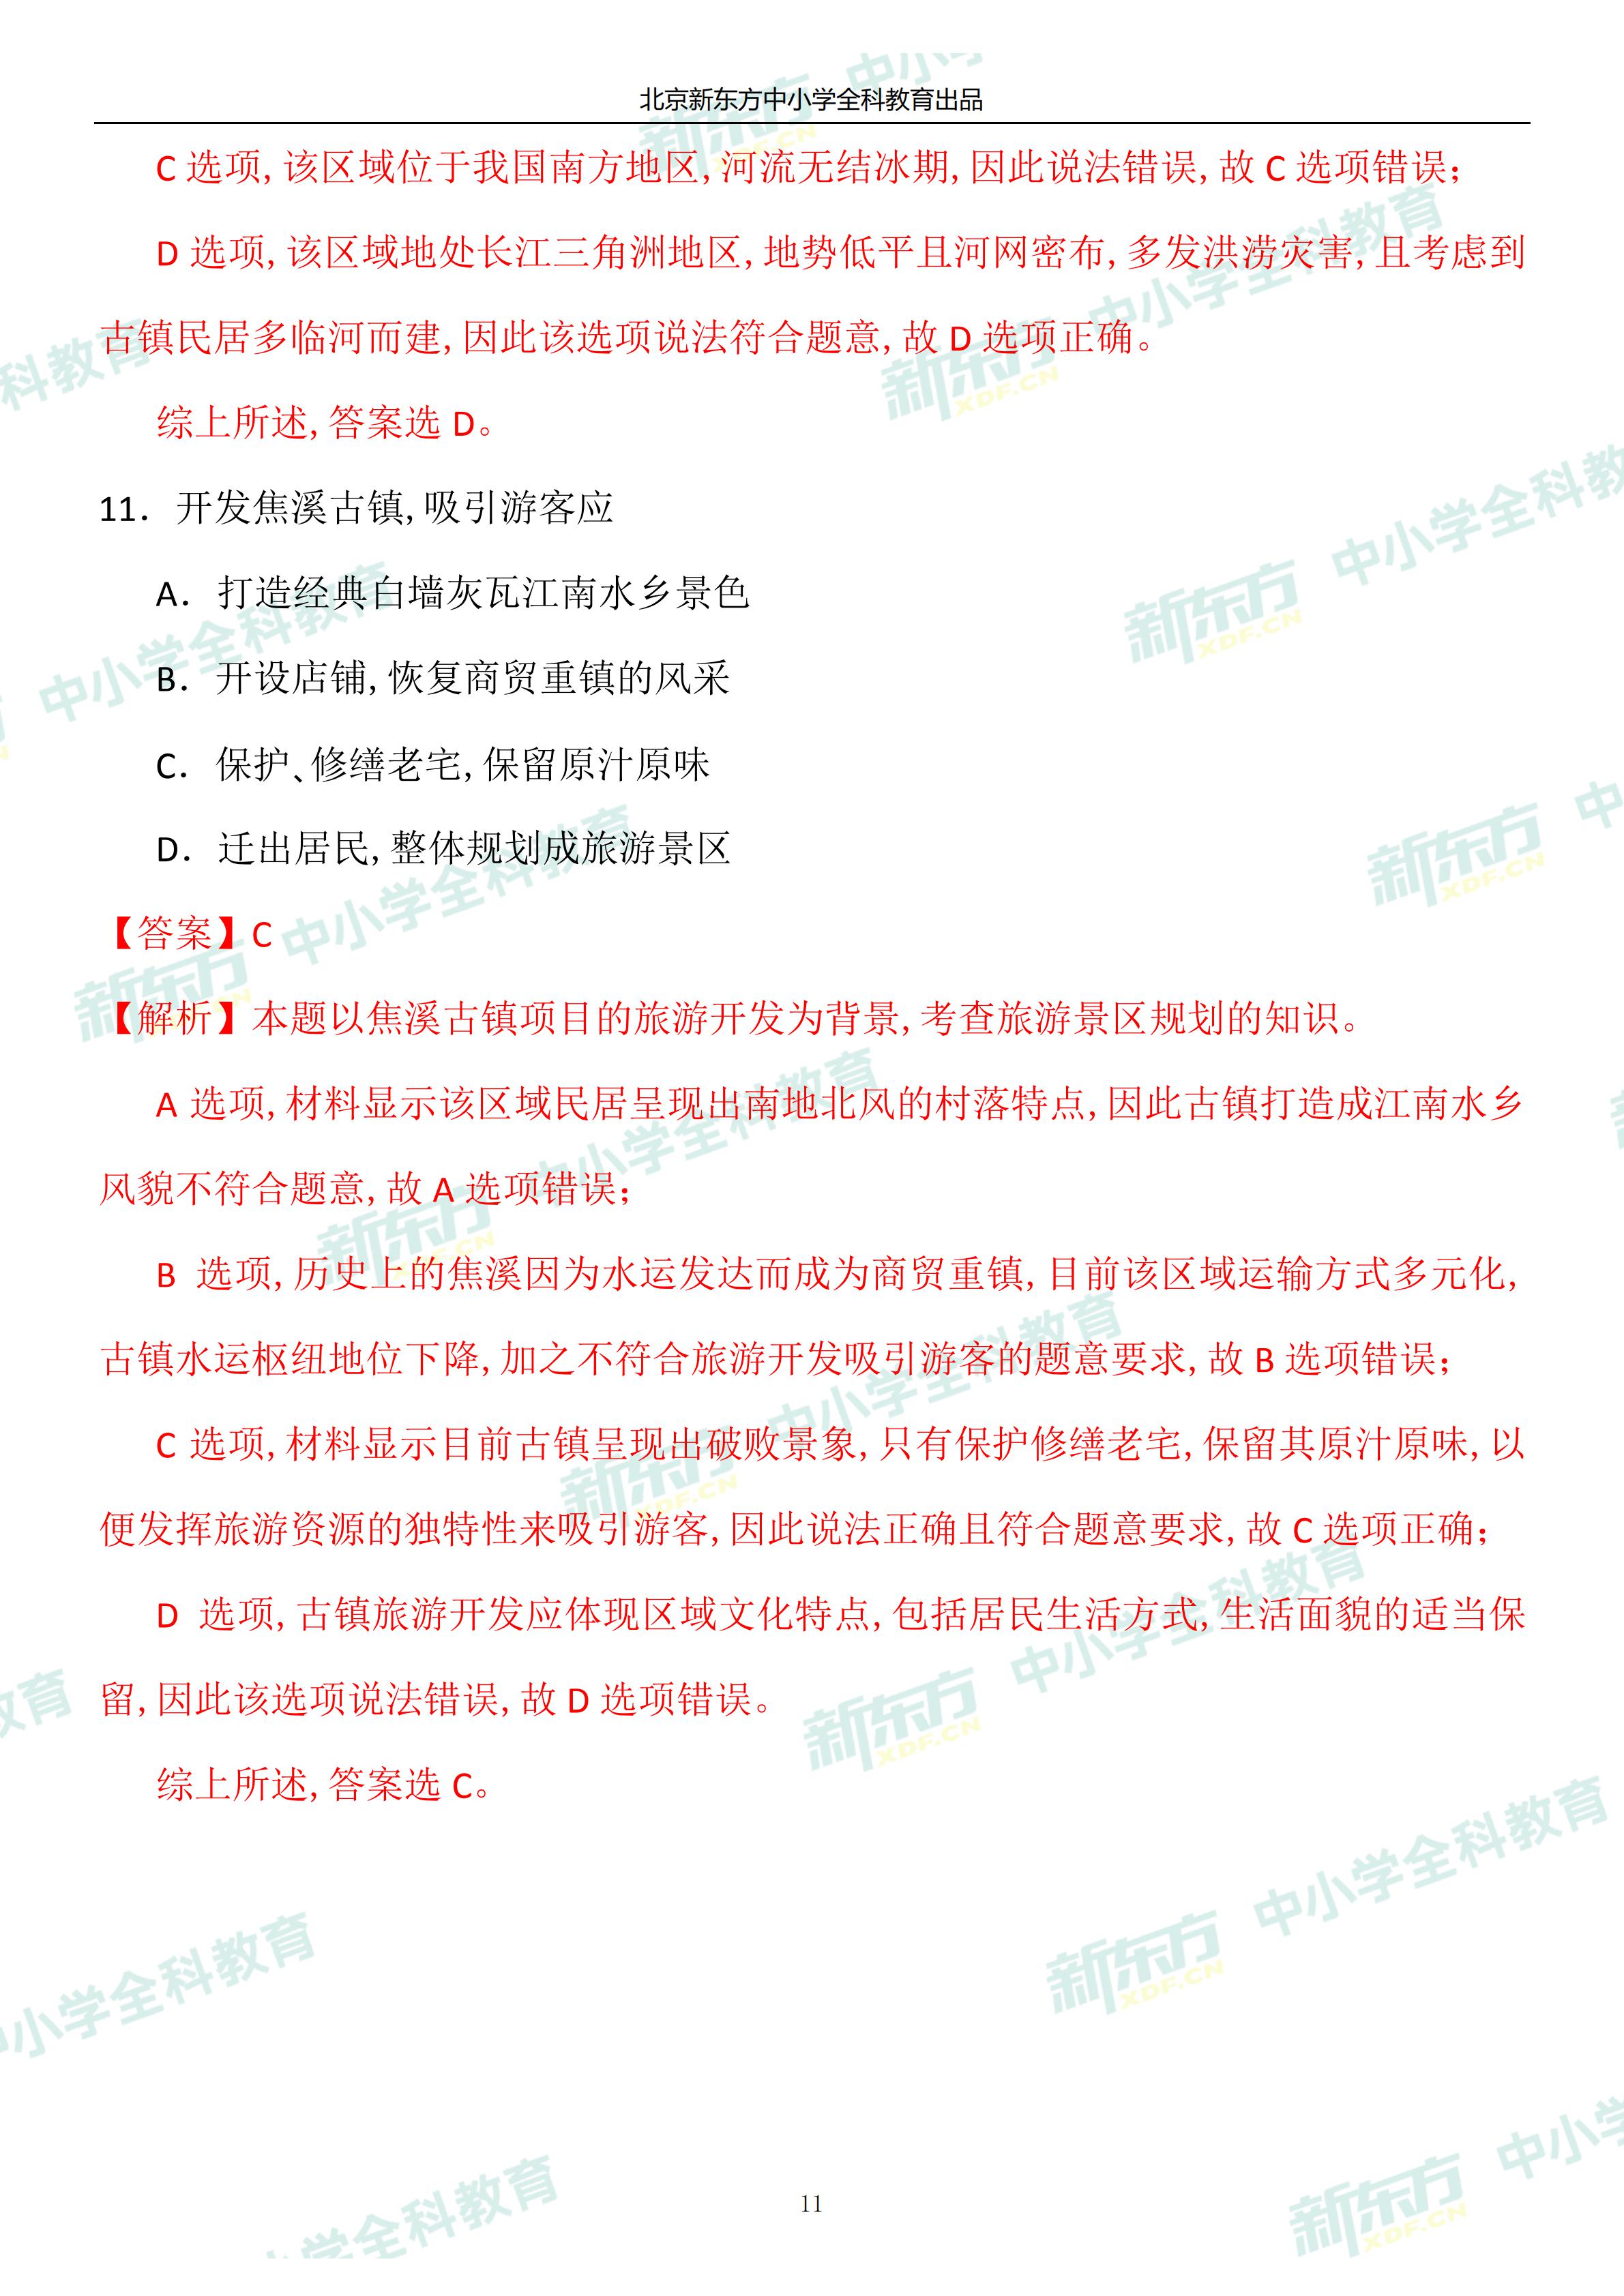 北京新东方中小学全科教育出品
C 选项,该区域位于我国南方地区,河流无结冰期,因此说法错误,故 C 选项错误;
D 选项,该区域地处长江三角洲地区,地势低平且河网密布,多发洪涝灾害,且考虑到
古镇民居多临河而建,因此该选项说法符合题意,故 D 选项正确。
综上所述,答案选 D。
11. 开发焦溪古镇,吸引游客应
A. 打造经典白墙灰瓦江南水乡景色
B. 开设店铺,恢复商贸重镇的风采
C. 保护、修缮老宅,保留原汁原味
D. 迁出居民,整体规划成旅游景区
【答案】C
【解析】本题以焦溪古镇项目的旅游开发为背景,考查旅游景区规划的知识。
A 选项,材料显示该区域民居呈现出南地北风的村落特点,因此古镇打造成江南水乡
风貌不符合题意,故 A 选项错误;
B 选项,历史上的焦溪因为水运发达而成为商贸重镇,目前该区域运输方式多元化,
古镇水运枢纽地位下降,加之不符合旅游开发吸引游客的题意要求,故 B 选项错误;
C 选项,材料显示目前古镇呈现出破败景象,只有保护修缮老宅,保留其原汁原味,以
便发挥旅游资源的独特性来吸引游客,因此说法正确且符合题意要求,故 C 选项正确;
D 选项,古镇旅游开发应体现区域文化特点,包括居民生活方式,生活面貌的适当保
留,因此该选项说法错误,故 D 选项错误。
综上所述,答案选 C。
11
新东方 XDF.CN 中小学全科教育